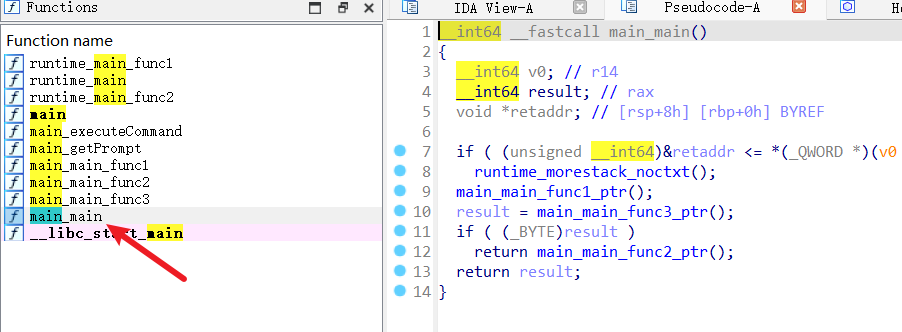 Functions
Function name
runtime_main_func1
runtime_main
runtime_main_func2
main
main_executeCommand
main_getPrompt
main_main_func1
main_main_func2
main_main_func3
main_main
__libc_start_main
IDA View-A
Pseudocode-A
1 __int64 __fastcall main_main()
2 {
3 __int64 v0; // r14
4 __int64 result; // rax
5 void *retaddr; // [rsp+8h] [rbp+0h] BYREF
6
7 if ( (unsigned __int64)&retaddr <= *(_QWORD *)(v0
8 runtime_morestack_noctxt();
9 main_main_func1_ptr();
10 result = main_main_func3_ptr();
11 if ( (_BYTE)result )
12 return main_main_func2_ptr();
13 return result;
14 }